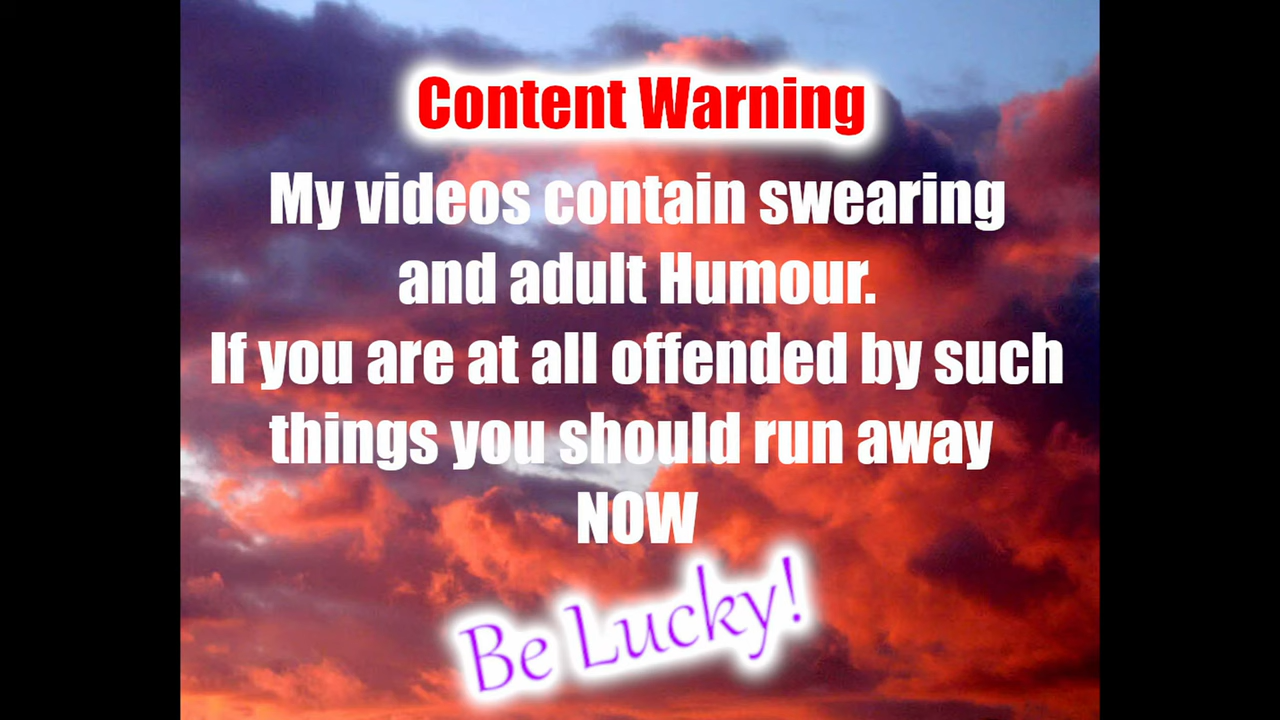 Content Warning
My videos contain swearing
and adult Humour.
If you are at all offended by such
things you should run away
NOW
Be Lucky!